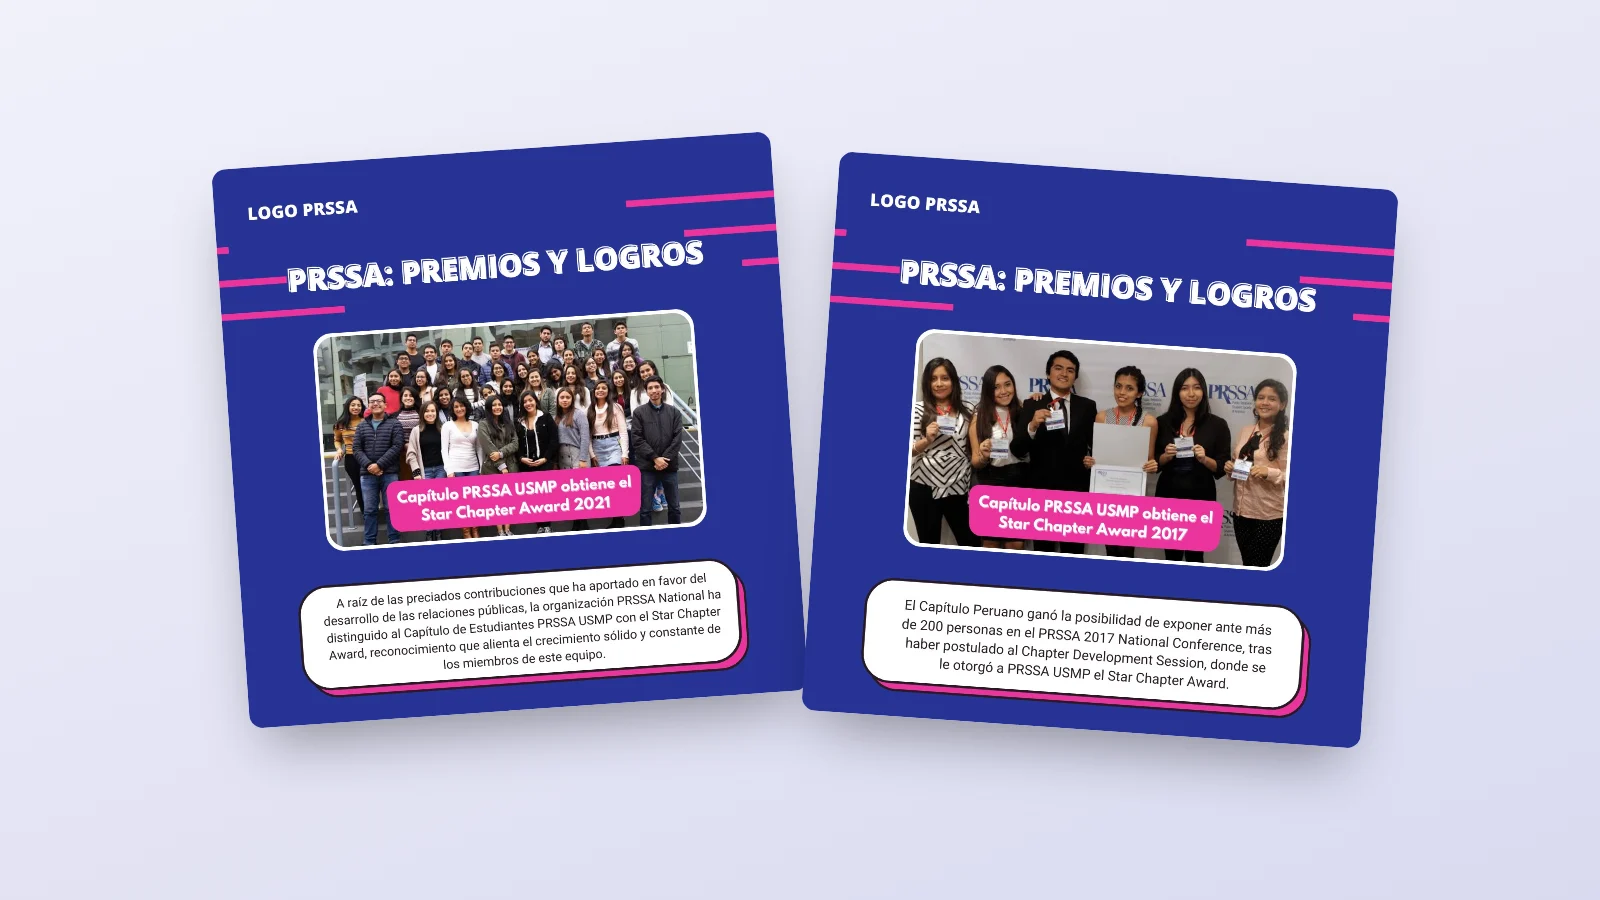 LOGO PRSSA
PRSSA: PREMIOS Y LOGROS
Capítulo PRSSA USMP obtiene el
Star Chapter Award 2021
A raíz de las preciados contribuciones que ha aportado en favor del
desarrollo de las relaciones públicas, la organización PRSSA National ha
distinguido al Capítulo de Estudiantes PRSSA USMP con el Star Chapter
Award, reconocimiento que alienta el crecimiento sólido y constante de
los miembros de este equipo.
LOGO PRSSA
PRSSA: PREMIOS Y LOGROS
PRSSA
Capítulo PRSSA USMP obtiene el
Star Chapter Award 2017
El Capítulo Peruano ganó la posibilidad de exponer ante más
de 200 personas en el PRSSA 2017 National Conference, tras
haber postulado al Chapter Development Session, donde se
le otorgó a PRSSA USMP el Star Chapter Award.